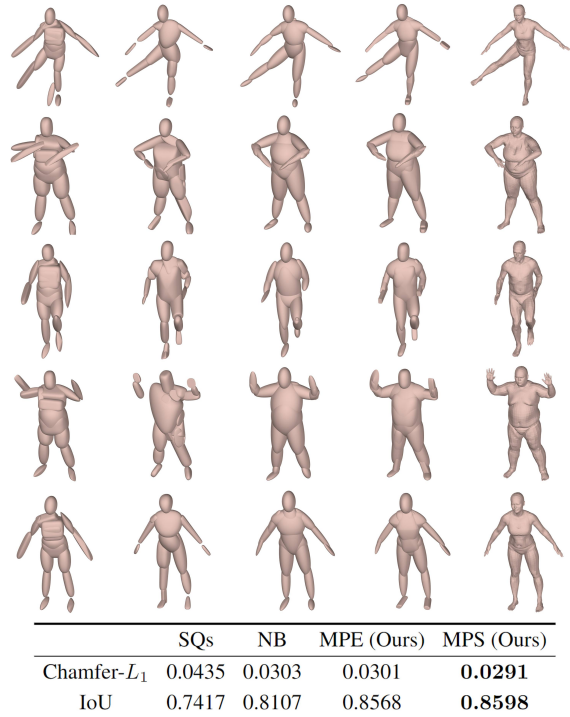 SQs NB MPE (Ours) MPS (Ours)
Chamfer-L₁ 0.0435 0.0303 0.0301 0.0291
IoU 0.7417 0.8107 0.8568 0.8598